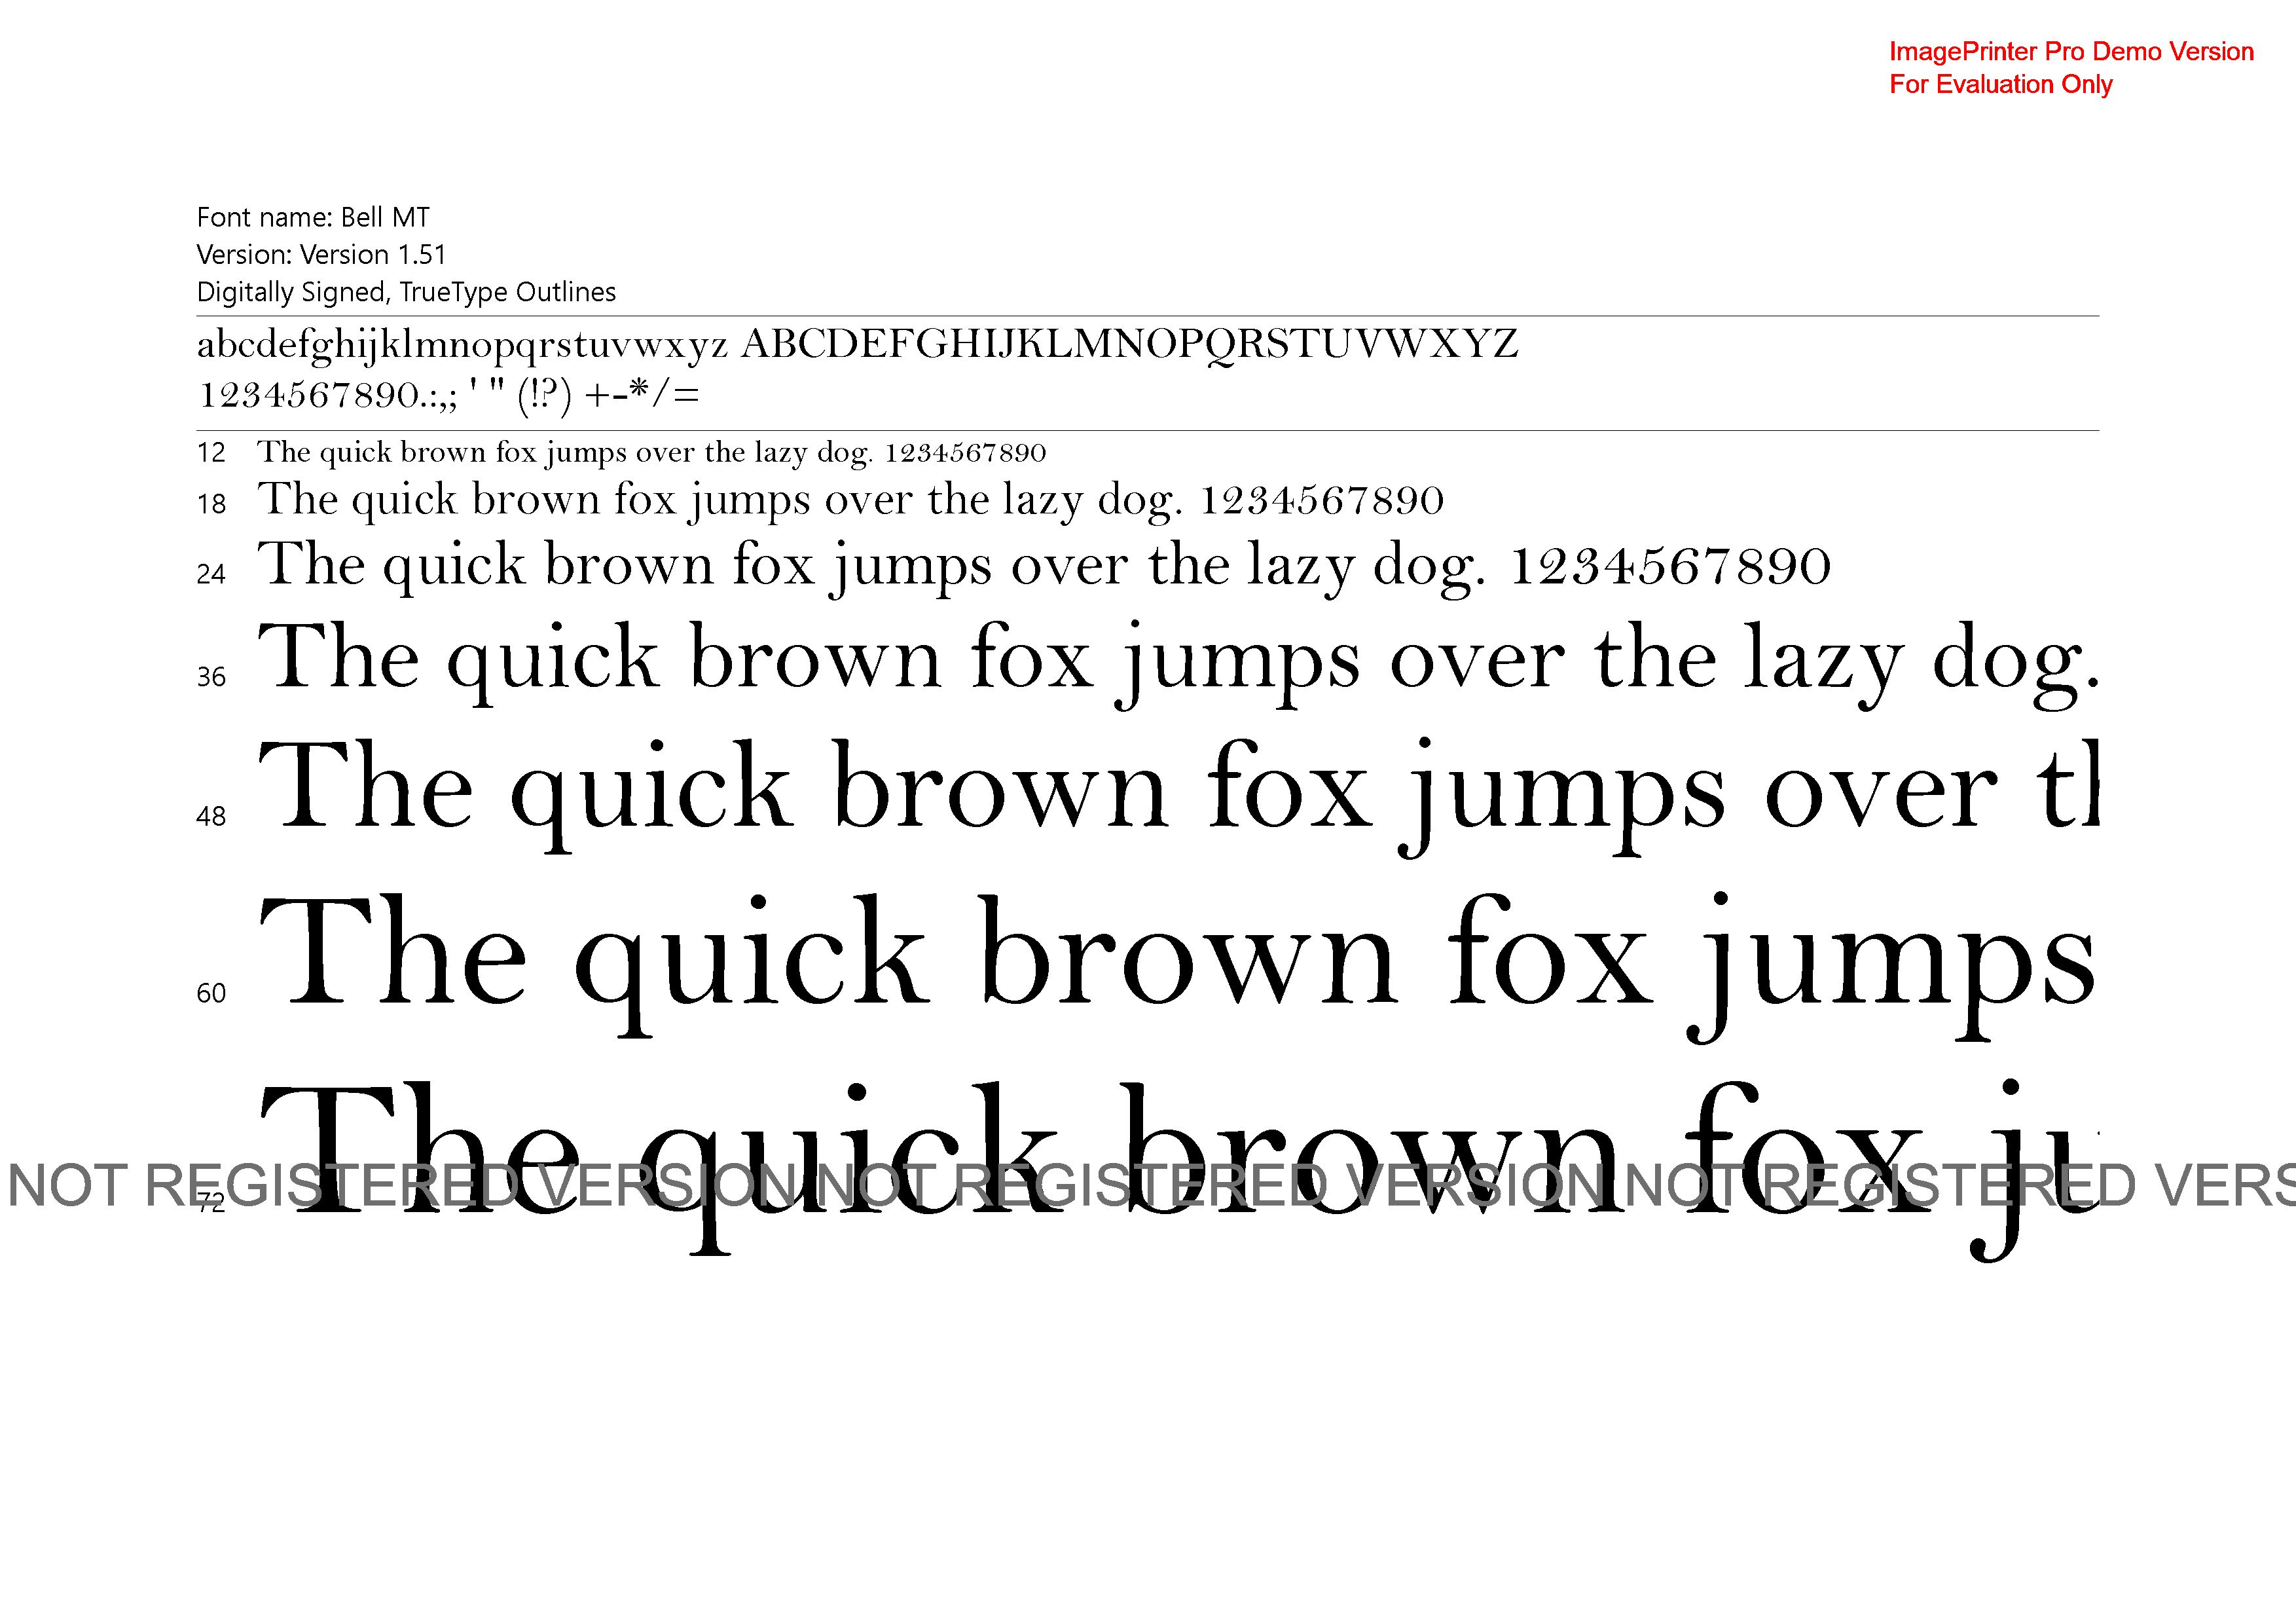 ImagePrinter Pro Demo Version
For Evaluation Only
Font name: Bell MT
Version: Version 1.51
Digitally Signed, TrueType Outlines
abcdefghijklmnopqrstuvwxyz ABCDEFGHIJKLMNOPQRSTUVWXYZ
1234567890.:,; ' " (!?) +-*/=
12 The quick brown fox jumps over the lazy dog. 1234567890
18 The quick brown fox jumps over the lazy dog. 1234567890
24 The quick brown fox jumps over the lazy dog. 1234567890
36 The quick brown fox jumps over the lazy dog.
48 The quick brown fox jumps over
60 The quick brown fox jumps
72 The quick brown fox
NOT REGISTERED VERSION NOT REGISTERED VERSION NOT REGISTERED